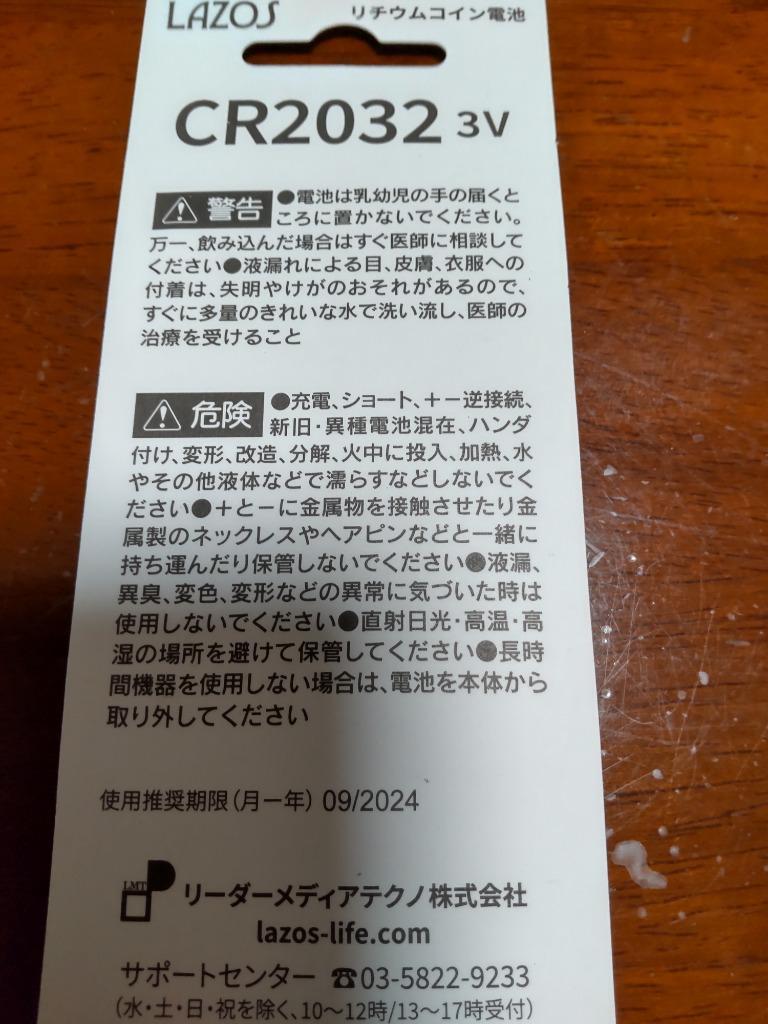 LAZOS リチウムコイン電池
CR2032 3V
警告 ●電池は乳幼児の手の届くと
ころに置かないでください。
万一、飲み込んだ場合はすぐ医師に相談して
ください●液漏れによる目、皮膚、衣服への
付着は、失明やけがのおそれがあるので、
すぐに多量のきれいな水で洗い流し、医師の
治療を受けること
危険 ●充電、ショート、+-逆接続、
新旧・異種電池混在、ハンダ
付け、変形、改造、分解、火中に投入、加熱、水
やその他液体などで濡らすなどしないでく
ださい●+と-に金属物を接触させたり金
属製のネックレスやヘアピンなどと一緒に
持ち運んだり保管しないでください●液漏、
異臭、変色、変形などの異常に気づいた時は
使用しないでください●直射日光・高温・高
湿の場所を避けて保管してください●長時
間機器を使用しない場合は、電池を本体から
取り外してください
使用推奨期限(月ー年) 09/2024
LMT リーダーメディアテクノ株式会社
lazos-life.com
サポートセンター ☎03-5822-9233
(水・土・日・祝を除く、10〜12時/13〜17時受付)